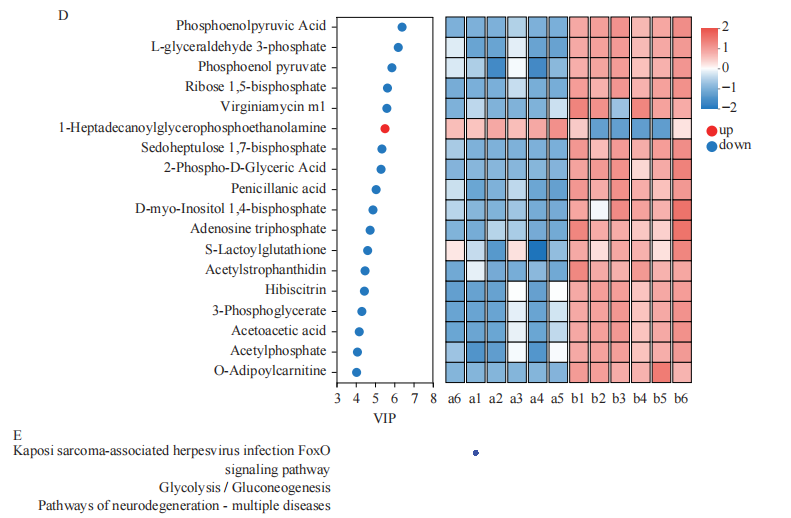 D
Phosphoenolpyruvic Acid
L-glyceraldehyde 3-phosphate
Phosphoenol pyruvate
Ribose 1,5-bisphosphate
Virginiamycin m1
1-Heptadecanoylglycerophosphoethanolamine
Sedoheptulose 1,7-bisphosphate
2-Phospho-D-Glyceric Acid
Penicillanic acid
D-myo-Inositol 1,4-bisphosphate
Adenosine triphosphate
S-Lactoylglutathione
Acetylstrophanthidin
Hibiscitrin
3-Phosphoglycerate
Acetoacetic acid
Acetylphosphate
O-Adipoylcarnitine
3 4 5 6 7 8
VIP
a6 a1 a2 a3 a4 a5 b1 b2 b3 b4 b5 b6
2
1
0
−1
−2
up
down
E
Kaposi sarcoma-associated herpesvirus infection FoxO
signaling pathway
Glycolysis / Gluconeogenesis
Pathways of neurodegeneration - multiple diseases